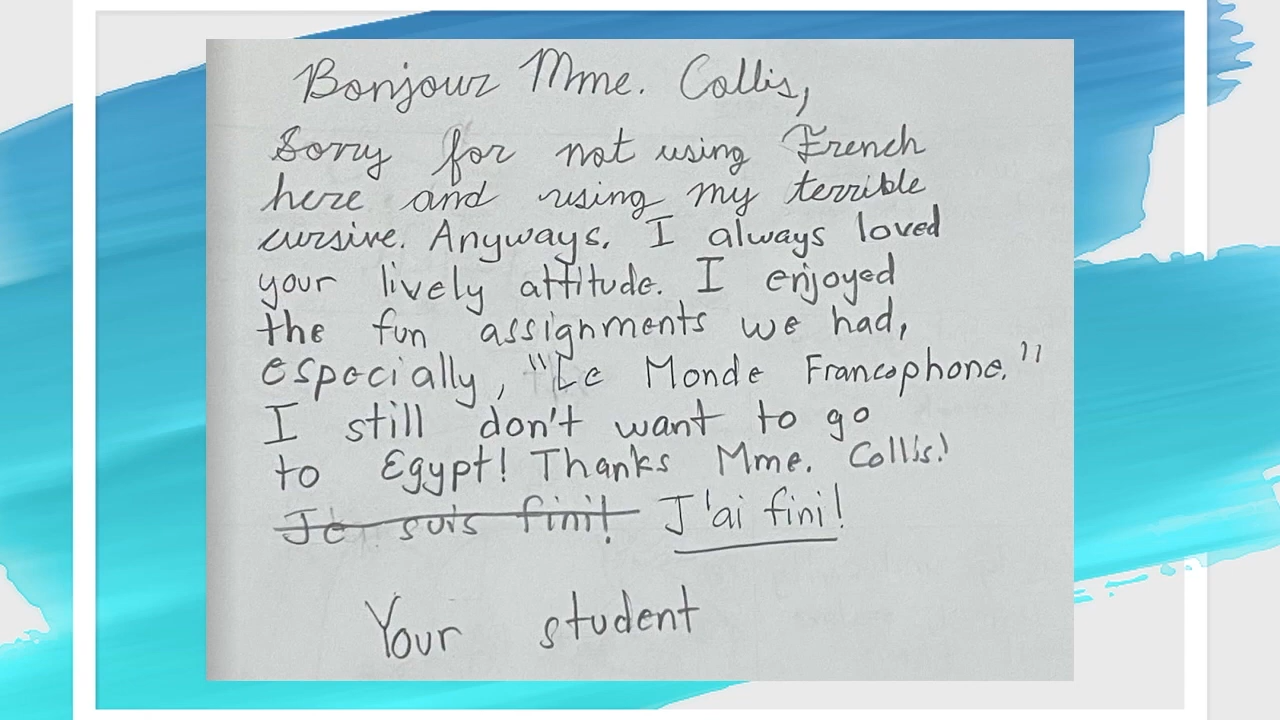 Bonjour Mme. Collis,
Sorry for not using French
here and using my terrible
cursive. Anyways, I always loved
your lively attitude. I enjoyed
the fun assignments we had,
especially, "Le Monde Francophone."
I still don't want to go
to Egypt! Thanks Mme. Collis!
Je suis fini! J'ai fini!
Your student